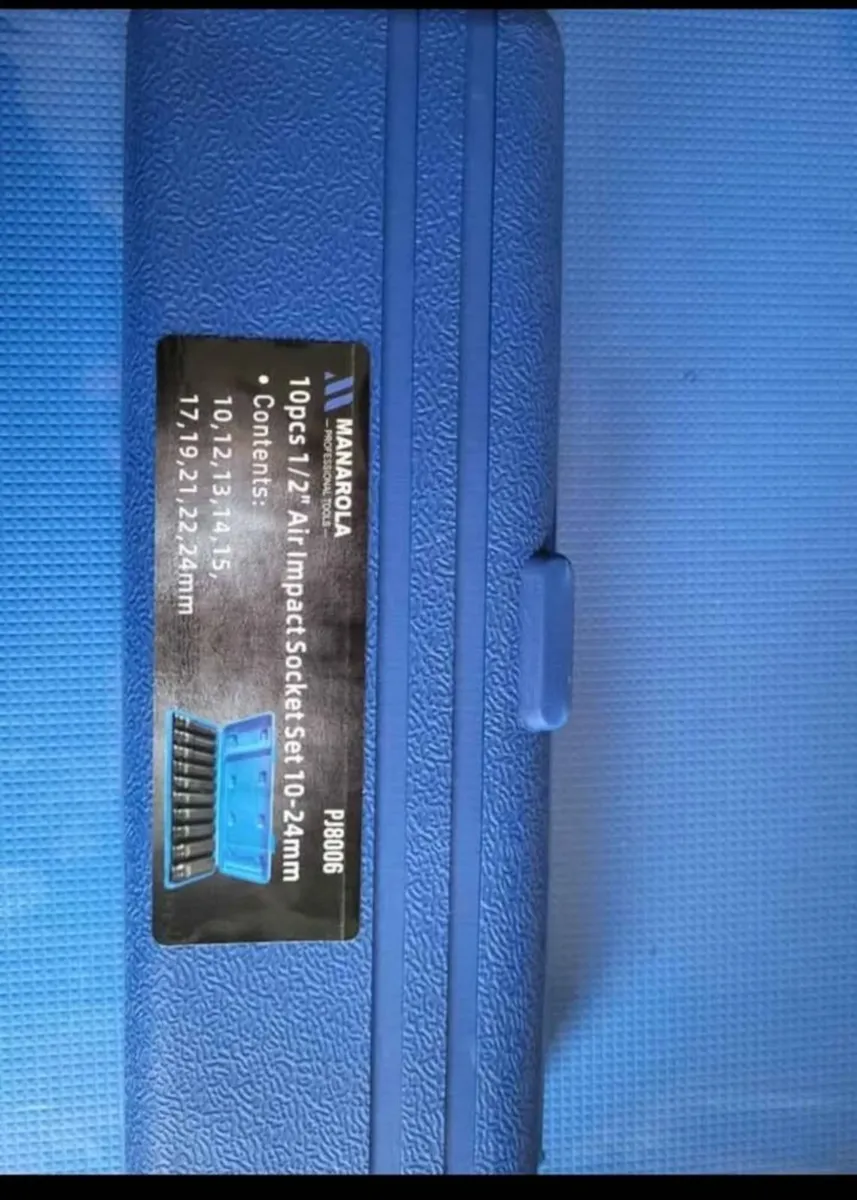 MANAROLA
PROFESSIONAL TOOLS
PJ8006
10pcs 1/2" Air Impact Socket Set 10-24mm
• Contents:
10,12,13,14,15,
17,19,21,22,24mm